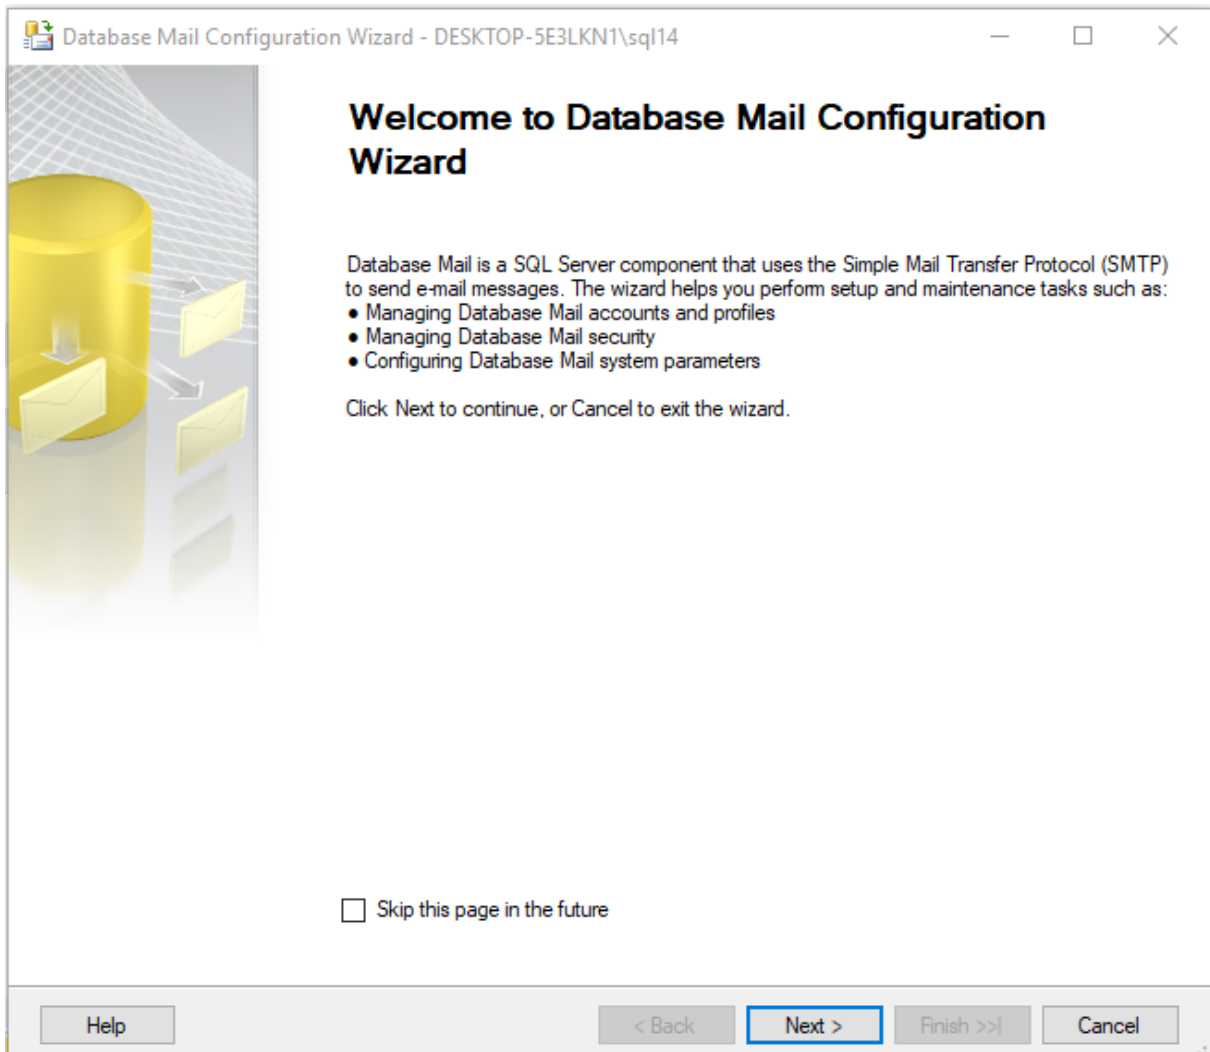 Database Mail Configuration Wizard - DESKTOP-5E3LKN1\sql14
Welcome to Database Mail Configuration
Wizard
Database Mail is a SQL Server component that uses the Simple Mail Transfer Protocol (SMTP)
to send e-mail messages. The wizard helps you perform setup and maintenance tasks such as:
● Managing Database Mail accounts and profiles
● Managing Database Mail security
● Configuring Database Mail system parameters
Click Next to continue, or Cancel to exit the wizard.
Skip this page in the future
Help < Back Next > Finish >>| Cancel